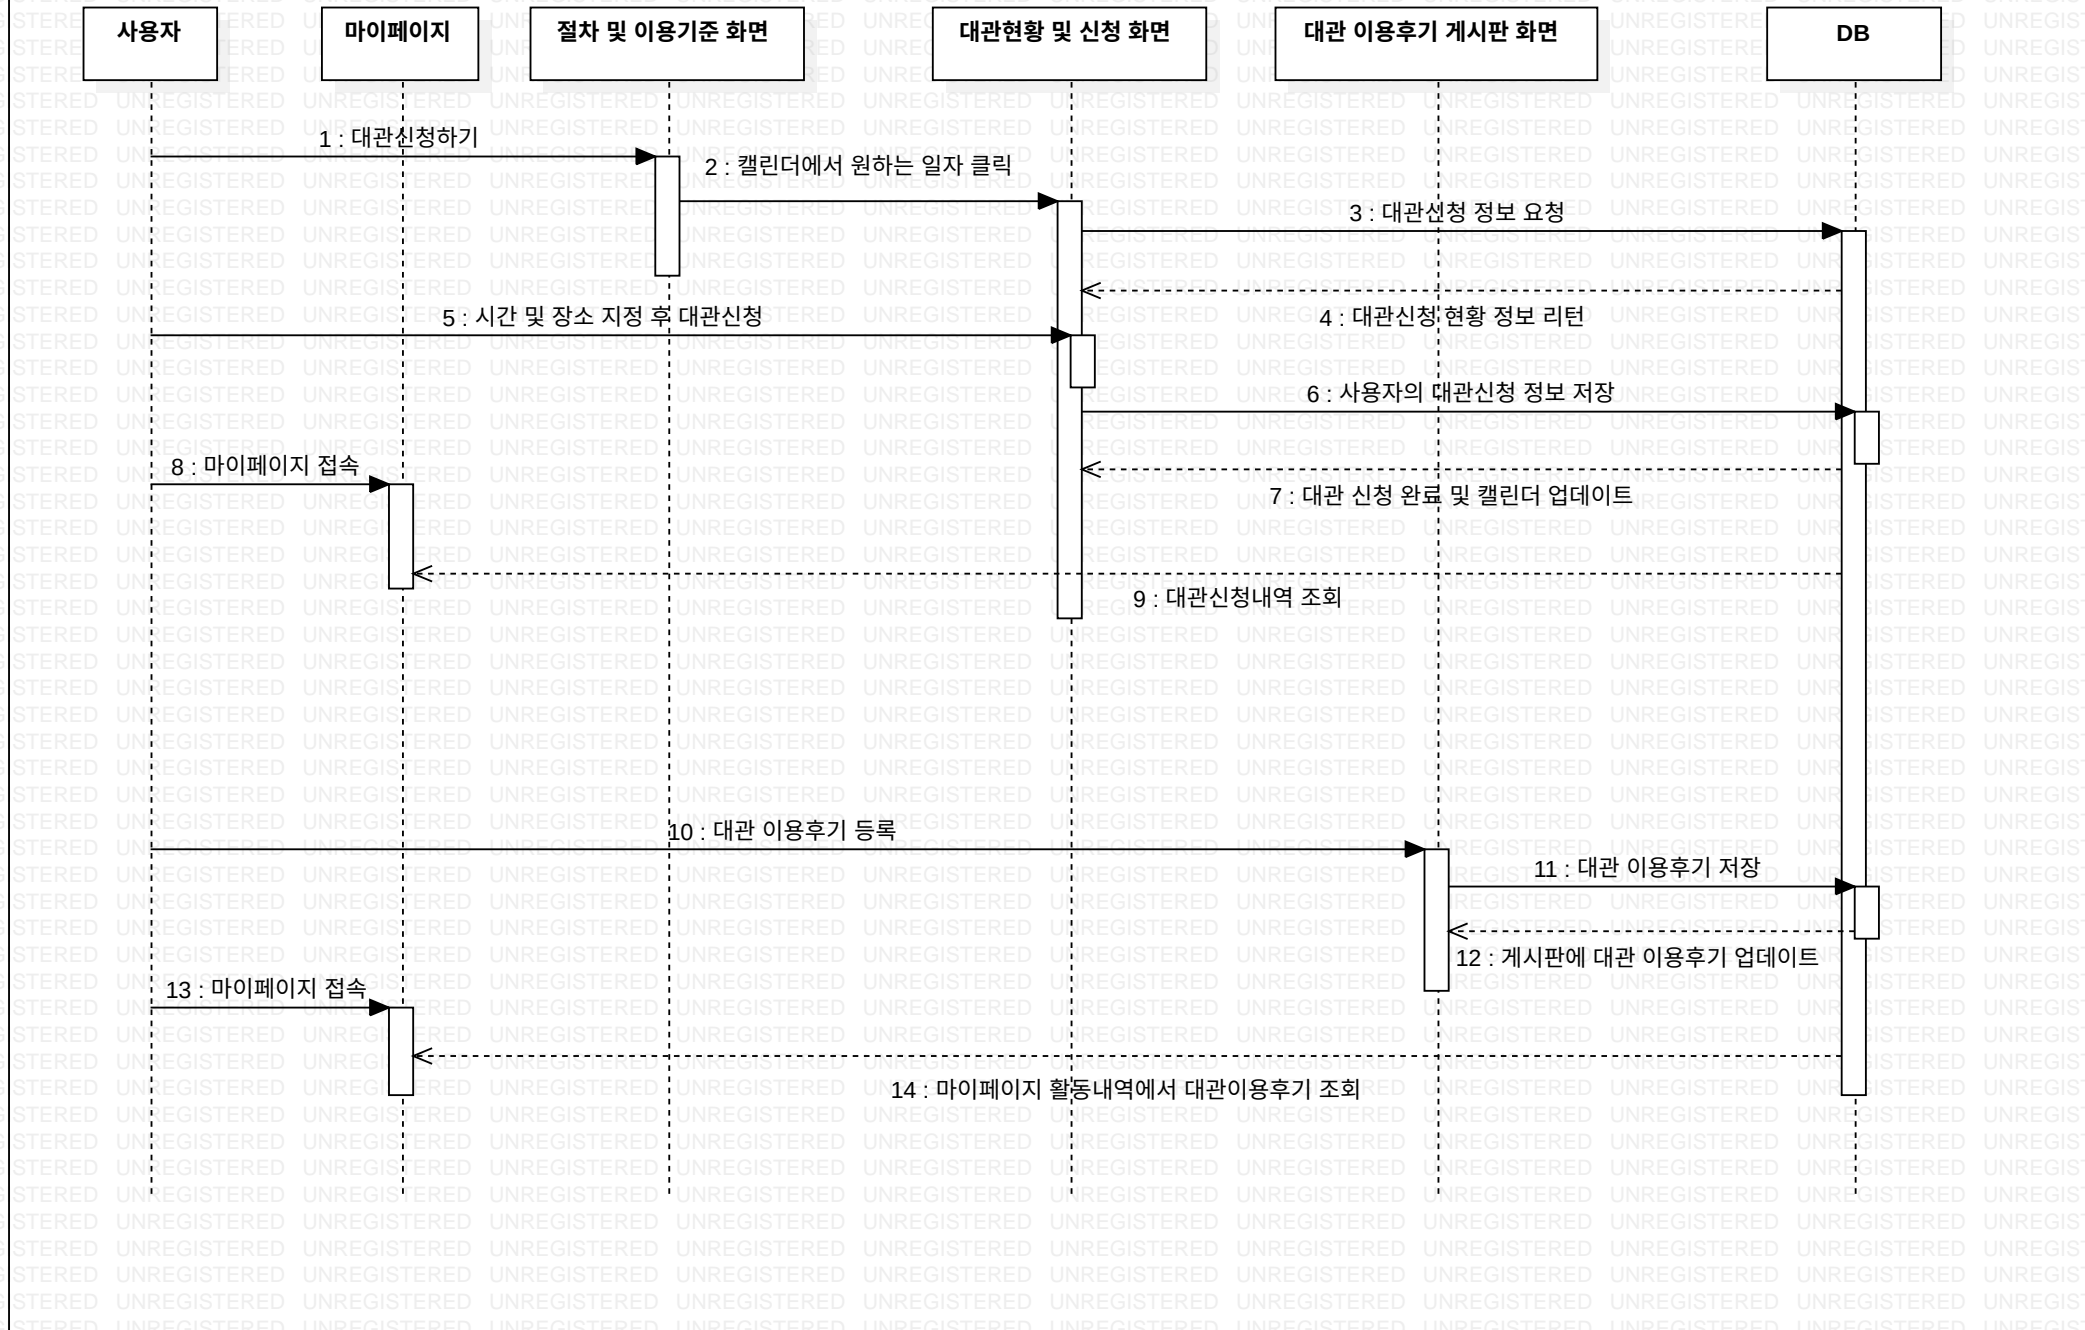 사용자
마이페이지
절차 및 이용기준 화면
대관현황 및 신청 화면
대관 이용후기 게시판 화면
DB
1 : 대관신청하기
2 : 캘린더에서 원하는 일자 클릭
3 : 대관신청 정보 요청
4 : 대관신청 현황 정보 리턴
5 : 시간 및 장소 지정 후 대관신청
6 : 사용자의 대관신청 정보 저장
7 : 대관 신청 완료 및 캘린더 업데이트
8 : 마이페이지 접속
9 : 대관신청내역 조회
10 : 대관 이용후기 등록
11 : 대관 이용후기 저장
12 : 게시판에 대관 이용후기 업데이트
13 : 마이페이지 접속
14 : 마이페이지 활동내역에서 대관이용후기 조회
UNREGISTERED